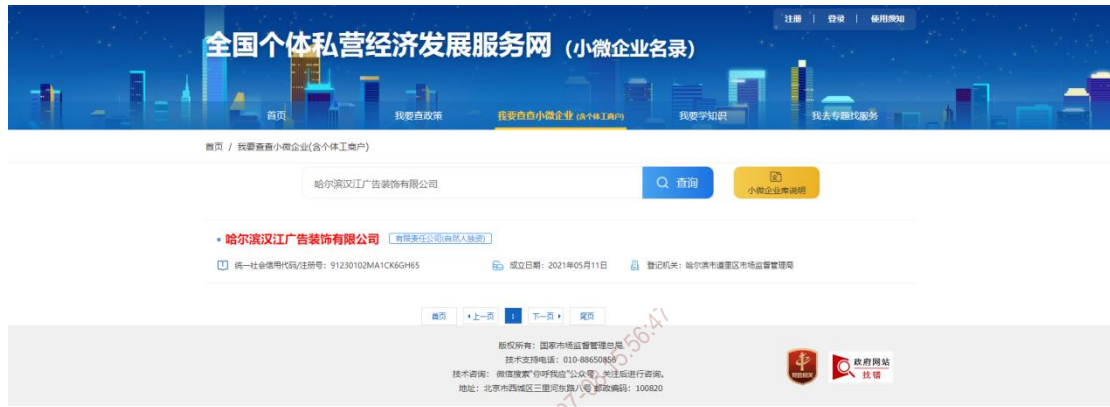 注册 | 登录 | 使用须知
全国个体私营经济发展服务网 (小微企业名录)
首页 我要查政策 我要查查小微企业 (含个体工商户) 我要学知识 我去专题找服务
首页 / 我要查查小微企业(含个体工商户)
哈尔滨汉江广告装饰有限公司 查询
小微企业库说明
哈尔滨汉江广告装饰有限公司 有限责任公司(自然人独资)
统一社会信用代码/注册号: 91230102MA1CK6GH65 成立日期: 2021年05月11日 登记机关: 哈尔滨市道里区市场监督管理局
首页 上一页 1 下一页 尾页
版权所有: 国家市场监督管理总局
技术支持电话: 010-88650856
技术咨询: 微信搜索"你呼我应"公众号, 关注后进行咨询。
地址: 北京市西城区三里河东路八号 邮政编码: 100820
党政机关
政府网站
找错
07-08 15:56:47